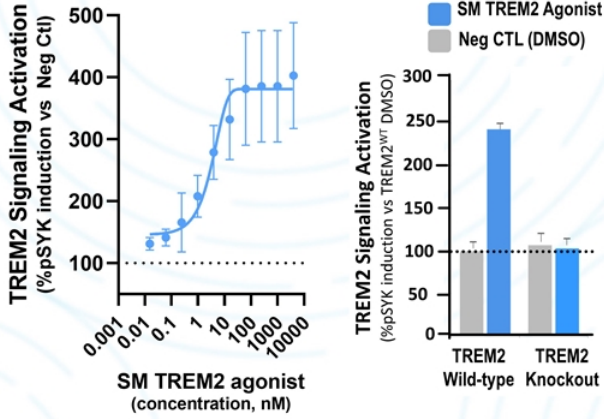 TREM2 Signaling Activation
(%pSYK induction vs Neg Ctl)
500
400
300
200
100
0.001
0.01
0.1
1
10
100
1000
10000
SM TREM2 agonist
(concentration, nM)
SM TREM2 Agonist
Neg CTL (DMSO)
TREM2 Signaling Activation
(%pSYK induction vs TREM2WT DMSO)
300
250
200
150
100
50
0
TREM2
Wild-type
TREM2
Knockout